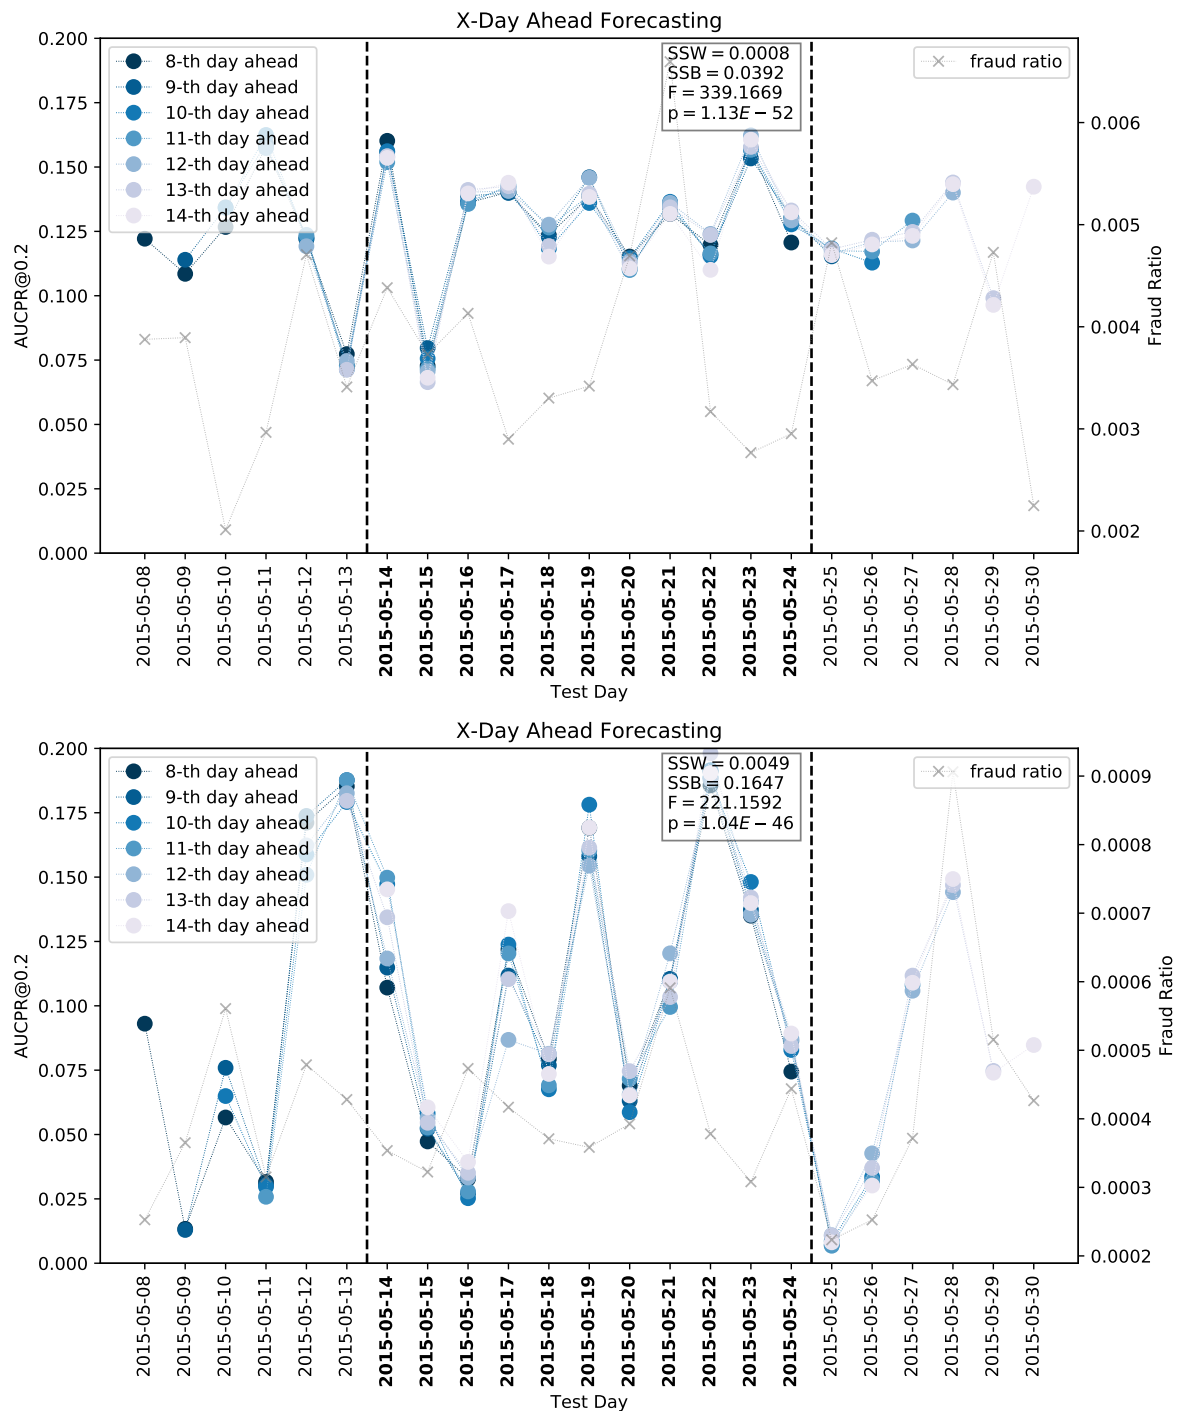 X-Day Ahead Forecasting
0.200
0.175
0.150
0.125
0.100
0.075
0.050
0.025
0.000
AUCPR@0.2
8-th day ahead
9-th day ahead
10-th day ahead
11-th day ahead
12-th day ahead
13-th day ahead
14-th day ahead
SSW = 0.0008
SSB = 0.0392
F = 339.1669
p = 1.13E − 52
fraud ratio
0.006
0.005
0.004
0.003
0.002
Fraud Ratio
2015-05-08
2015-05-09
2015-05-10
2015-05-11
2015-05-12
2015-05-13
2015-05-14
2015-05-15
2015-05-16
2015-05-17
2015-05-18
2015-05-19
2015-05-20
2015-05-21
2015-05-22
2015-05-23
2015-05-24
2015-05-25
2015-05-26
2015-05-27
2015-05-28
2015-05-29
2015-05-30
Test Day
X-Day Ahead Forecasting
0.200
0.175
0.150
0.125
0.100
0.075
0.050
0.025
0.000
AUCPR@0.2
8-th day ahead
9-th day ahead
10-th day ahead
11-th day ahead
12-th day ahead
13-th day ahead
14-th day ahead
SSW = 0.0049
SSB = 0.1647
F = 221.1592
p = 1.04E − 46
fraud ratio
0.0009
0.0008
0.0007
0.0006
0.0005
0.0004
0.0003
0.0002
Fraud Ratio
2015-05-08
2015-05-09
2015-05-10
2015-05-11
2015-05-12
2015-05-13
2015-05-14
2015-05-15
2015-05-16
2015-05-17
2015-05-18
2015-05-19
2015-05-20
2015-05-21
2015-05-22
2015-05-23
2015-05-24
2015-05-25
2015-05-26
2015-05-27
2015-05-28
2015-05-29
2015-05-30
Test Day